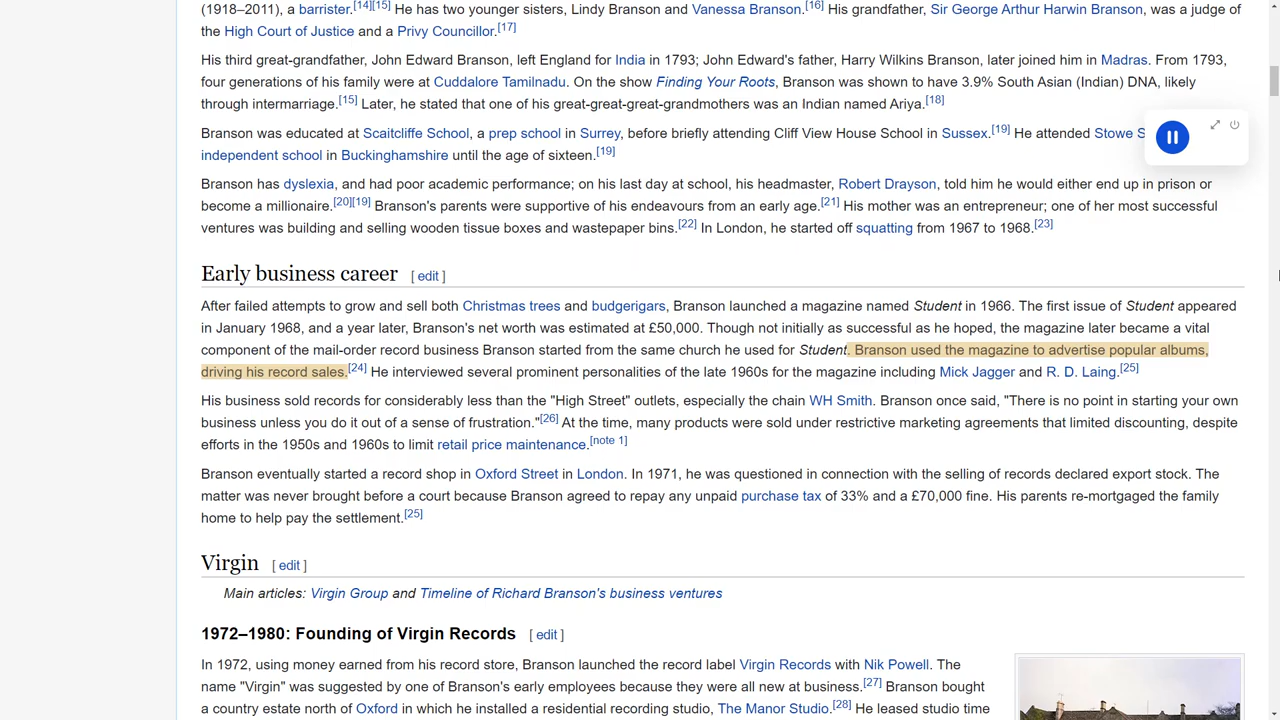 (1918–2011), a barrister.[14][15] He has two younger sisters, Lindy Branson and Vanessa Branson.[16] His grandfather, Sir George Arthur Harwin Branson, was a judge of
the High Court of Justice and a Privy Councillor.[17]
His third great-grandfather, John Edward Branson, left England for India in 1793; John Edward's father, Harry Wilkins Branson, later joined him in Madras. From 1793,
four generations of his family were at Cuddalore Tamilnadu. On the show Finding Your Roots, Branson was shown to have 3.9% South Asian (Indian) DNA, likely
through intermarriage.[15] Later, he stated that one of his great-great-great-grandmothers was an Indian named Ariya.[18]
Branson was educated at Scaitcliffe School, a prep school in Surrey, before briefly attending Cliff View House School in Sussex.[19] He attended Stowe S
independent school in Buckinghamshire until the age of sixteen.[19]
Branson has dyslexia, and had poor academic performance; on his last day at school, his headmaster, Robert Drayson, told him he would either end up in prison or
become a millionaire.[20][19] Branson's parents were supportive of his endeavours from an early age.[21] His mother was an entrepreneur; one of her most successful
ventures was building and selling wooden tissue boxes and wastepaper bins.[22] In London, he started off squatting from 1967 to 1968.[23]
Early business career [ edit ]
After failed attempts to grow and sell both Christmas trees and budgerigars, Branson launched a magazine named Student in 1966. The first issue of Student appeared
in January 1968, and a year later, Branson's net worth was estimated at £50,000. Though not initially as successful as he hoped, the magazine later became a vital
component of the mail-order record business Branson started from the same church he used for Student. Branson used the magazine to advertise popular albums,
driving his record sales.[24] He interviewed several prominent personalities of the late 1960s for the magazine including Mick Jagger and R. D. Laing.[25]
His business sold records for considerably less than the "High Street" outlets, especially the chain WH Smith. Branson once said, "There is no point in starting your own
business unless you do it out of a sense of frustration."[26] At the time, many products were sold under restrictive marketing agreements that limited discounting, despite
efforts in the 1950s and 1960s to limit retail price maintenance.[note 1]
Branson eventually started a record shop in Oxford Street in London. In 1971, he was questioned in connection with the selling of records declared export stock. The
matter was never brought before a court because Branson agreed to repay any unpaid purchase tax of 33% and a £70,000 fine. His parents re-mortgaged the family
home to help pay the settlement.[25]
Virgin [ edit ]
Main articles: Virgin Group and Timeline of Richard Branson's business ventures
1972–1980: Founding of Virgin Records [ edit ]
In 1972, using money earned from his record store, Branson launched the record label Virgin Records with Nik Powell. The
name "Virgin" was suggested by one of Branson's early employees because they were all new at business.[27] Branson bought
a country estate north of Oxford in which he installed a residential recording studio, The Manor Studio.[28] He leased studio time